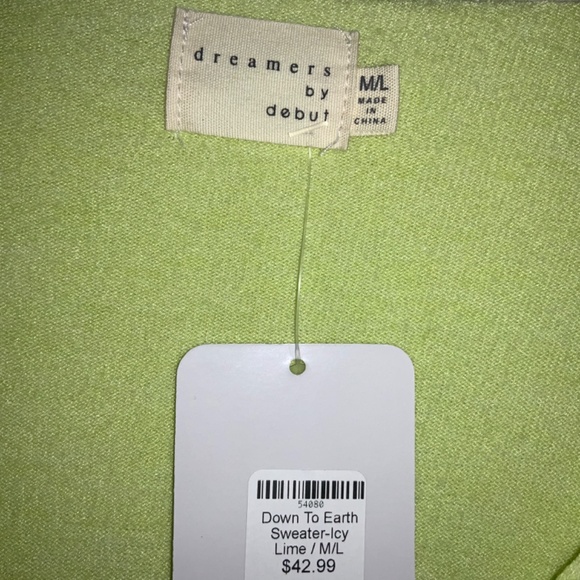 dreamers
by
debut
M/L
MADE
IN
CHINA
54080
Down To Earth
Sweater-Icy
Lime / M/L
$42.99